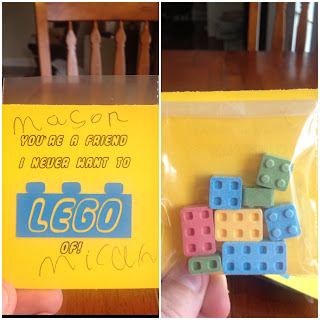 Mason
YOU'RE A FRIEND
I NEVER WANT TO
LEGO
OF!
Micah